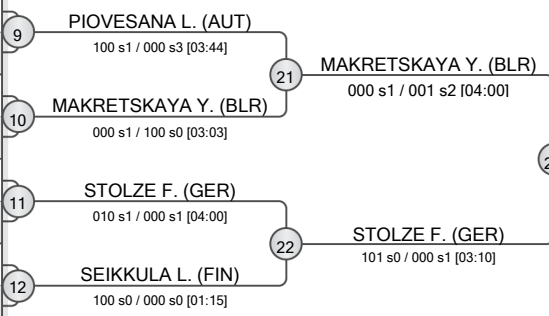 9
PIOVESANA L. (AUT)
100 s1 / 000 s3 [03:44]
21
MAKRETSKAYA Y. (BLR)
000 s1 / 001 s2 [04:00]
10
MAKRETSKAYA Y. (BLR)
000 s1 / 100 s0 [03:03]
11
STOLZE F. (GER)
010 s1 / 000 s1 [04:00]
22
STOLZE F. (GER)
101 s0 / 000 s1 [03:10]
12
SEIKKULA L. (FIN)
100 s0 / 000 s0 [01:15]